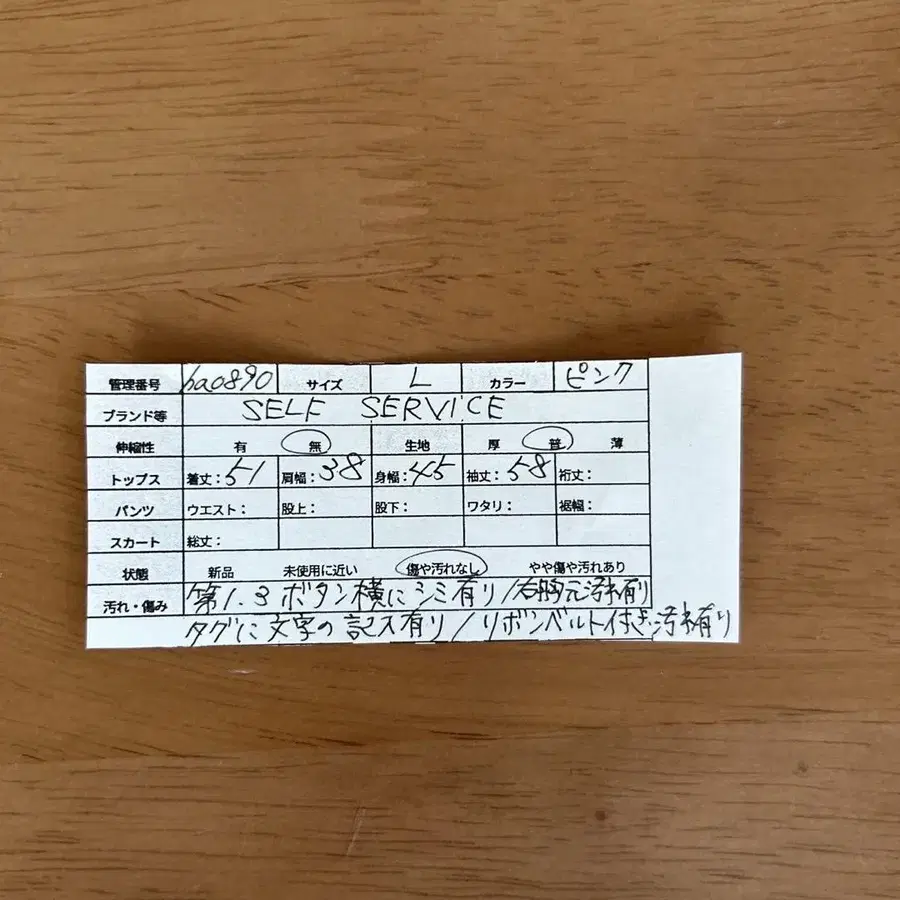 管理番号 ha0890 サイズ L カラー ピンク
ブランド等 SELF SERVICE
伸縮性 有 無 生地 厚 普 薄
トップス 着丈：51 肩幅：38 身幅：45 袖丈：58 裄丈：
パンツ ウエスト： 股上： 股下： ワタリ： 裾幅：
スカート 総丈：
状態 新品 未使用に近い 傷や汚れなし やや傷や汚れあり
汚れ・傷み 第1.3ボタン横にシミ有り/右胸元汚れ有り
タグに文字の記入有り/リボンベルト付き汚れ有り